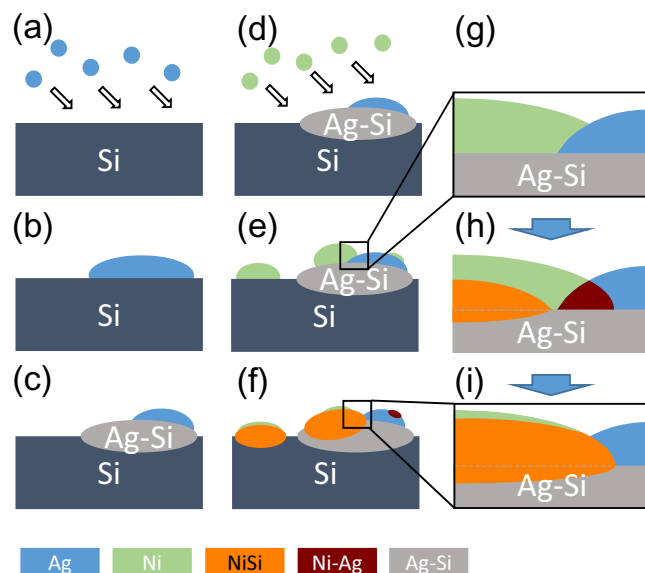 (a)
(d)
(g)
Ag-Si
Si
Si
Ag-Si
(b)
(e)
(h)
Ag-Si
Si
Si
Ag-Si
(c)
(f)
(i)
Ag-Si
Si
Si
Ag-Si
Ag
Ni
NiSi
Ni-Ag
Ag-Si